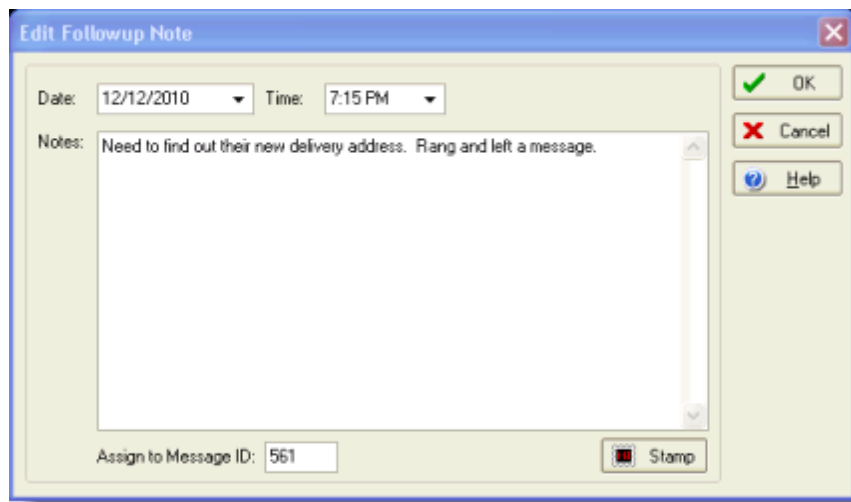 Edit Followup Note
Date: 12/12/2010 Time: 7:15 PM
OK
Notes: Need to find out their new delivery address. Rang and left a message.
Cancel
Help
Assign to Message ID: 561 Stamp